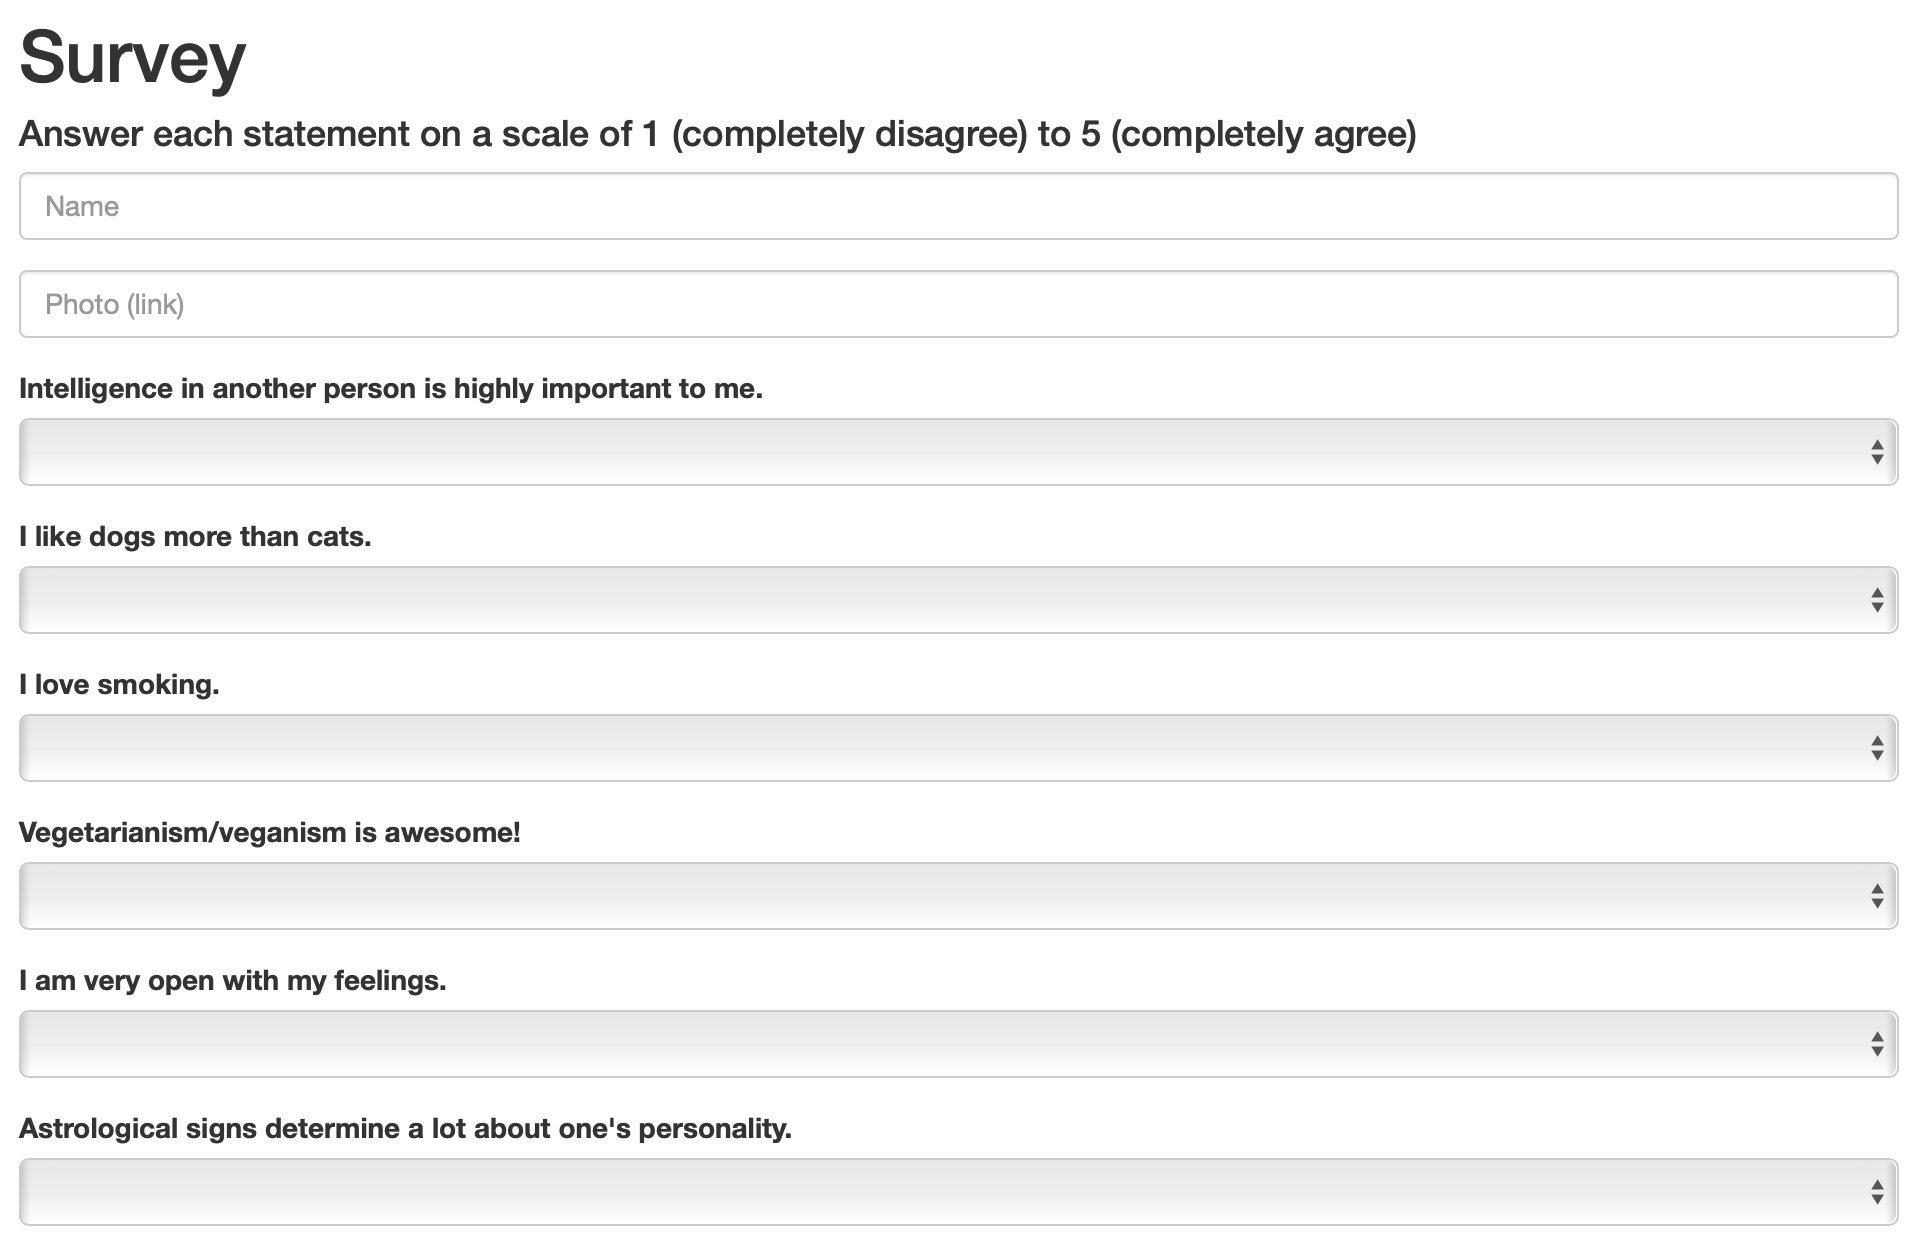 Survey
Answer each statement on a scale of 1 (completely disagree) to 5 (completely agree)
Name
Photo (link)
Intelligence in another person is highly important to me.
I like dogs more than cats.
I love smoking.
Vegetarianism/veganism is awesome!
I am very open with my feelings.
Astrological signs determine a lot about one's personality.